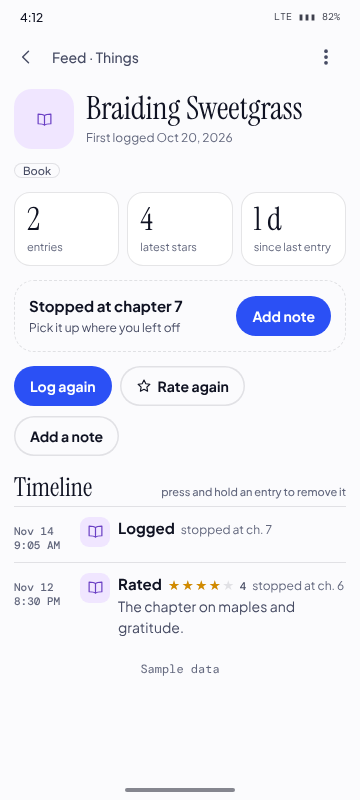 4:12
LTE 82%
Feed · Things
Braiding Sweetgrass
First logged Oct 20, 2026
Book
2
entries
4
latest stars
1 d
since last entry
Stopped at chapter 7
Pick it up where you left off
Add note
Log again
Rate again
Add a note
Timeline
press and hold an entry to remove it
Nov 14
9:05 AM
Logged stopped at ch. 7
Nov 12
8:30 PM
Rated ★★★★★ 4 stopped at ch. 6
The chapter on maples and
gratitude.
Sample data